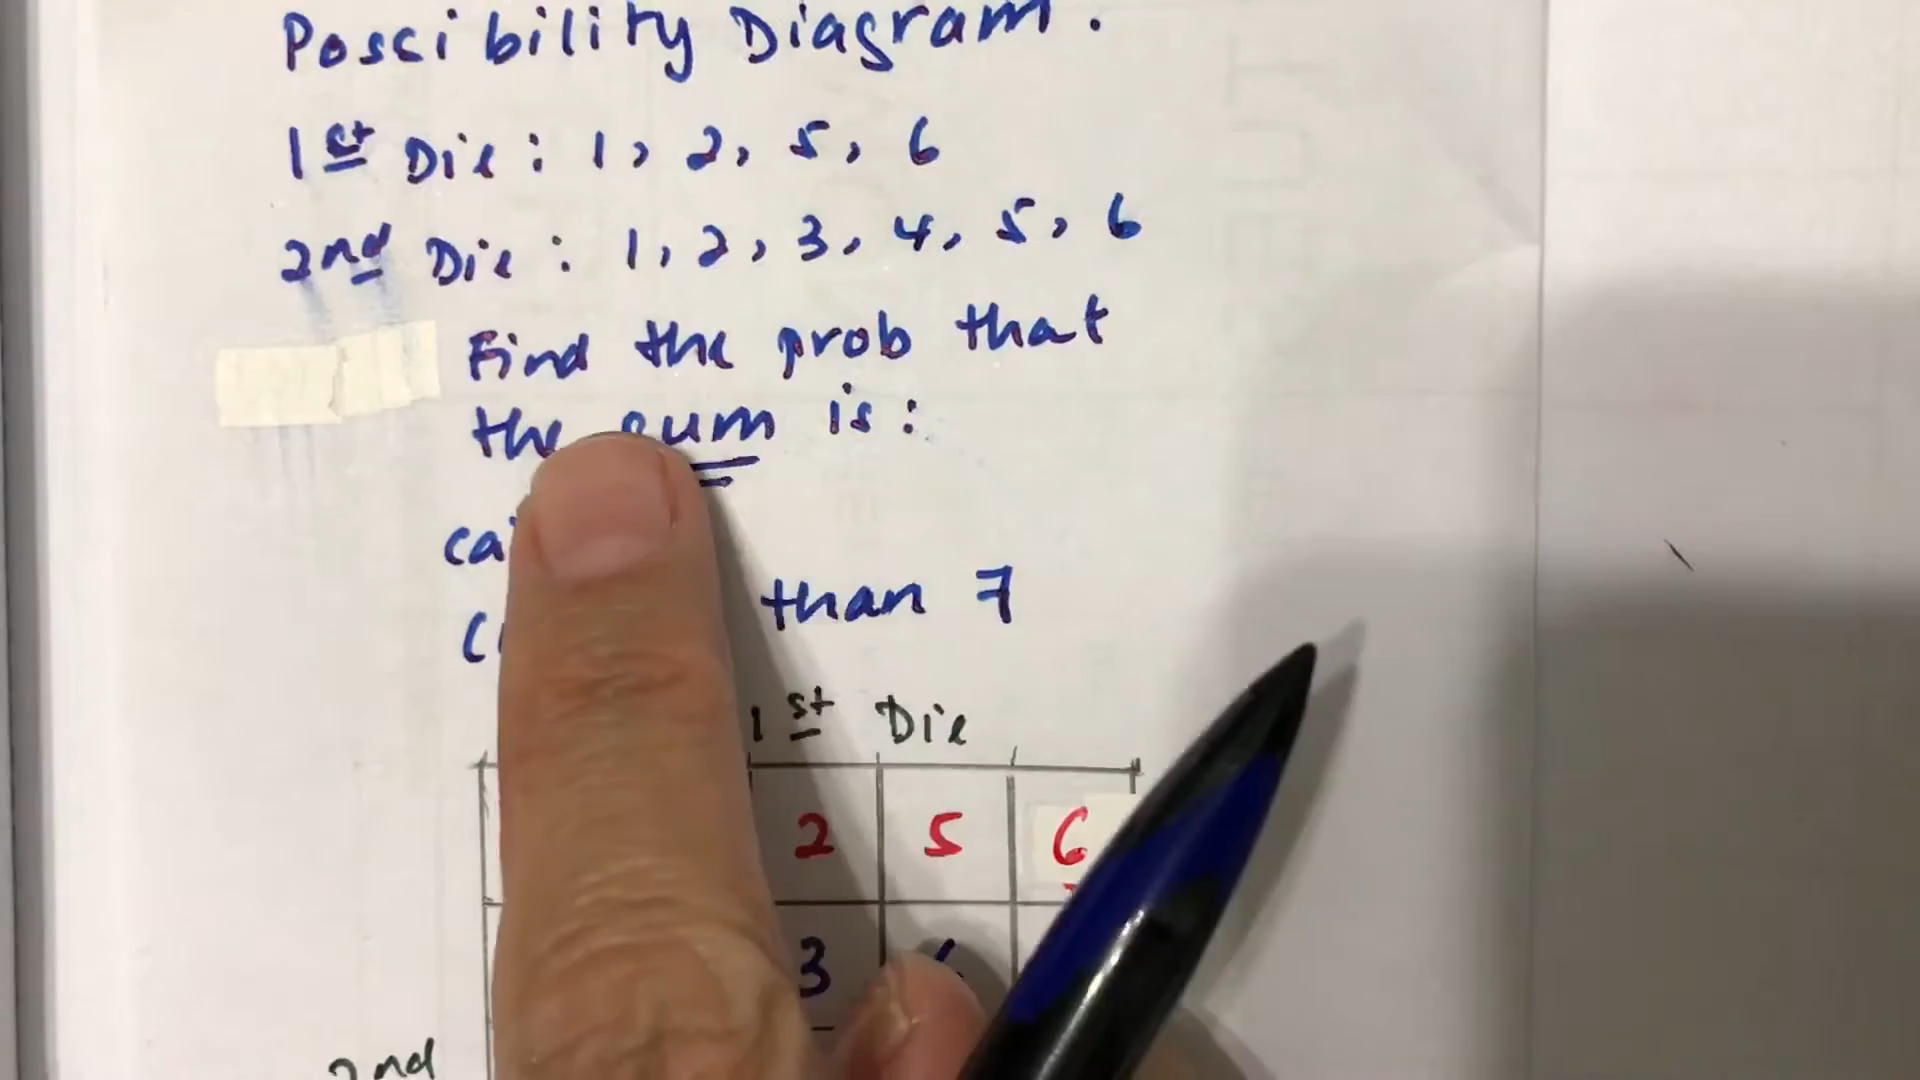 Possibility Diagram.
1st Die: 1, 2, 5, 6
2nd Die: 1, 2, 3, 4, 5, 6
Find the prob that
the sum is:
than 7
1st Die
2 5 6
3
2nd